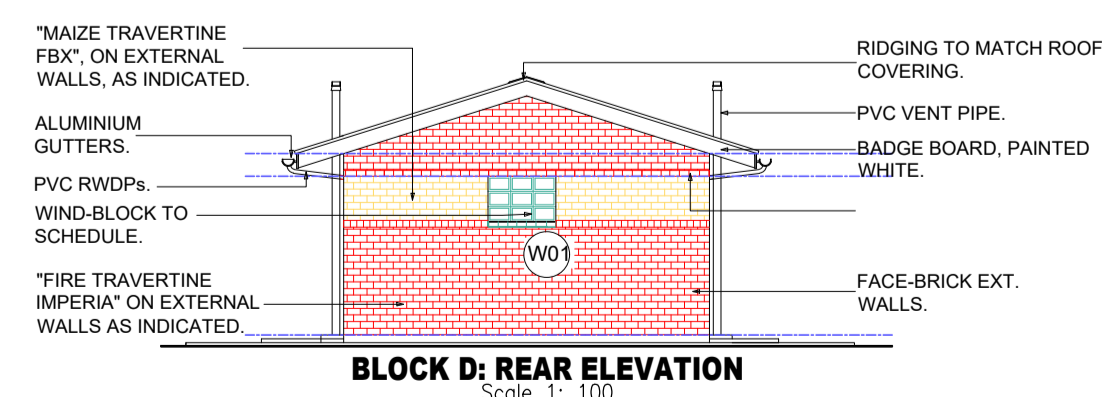 "MAIZE TRAVERTINE
FBX", ON EXTERNAL
WALLS, AS INDICATED.
ALUMINIUM
GUTTERS.
PVC RWDPs.
WIND-BLOCK TO
SCHEDULE.
"FIRE TRAVERTINE
IMPERIA" ON EXTERNAL
WALLS AS INDICATED.
W01
RIDGING TO MATCH ROOF
COVERING.
PVC VENT PIPE.
BADGE BOARD, PAINTED
WHITE.
FACE-BRICK EXT.
WALLS.
BLOCK D: REAR ELEVATION
Scale 1: 100